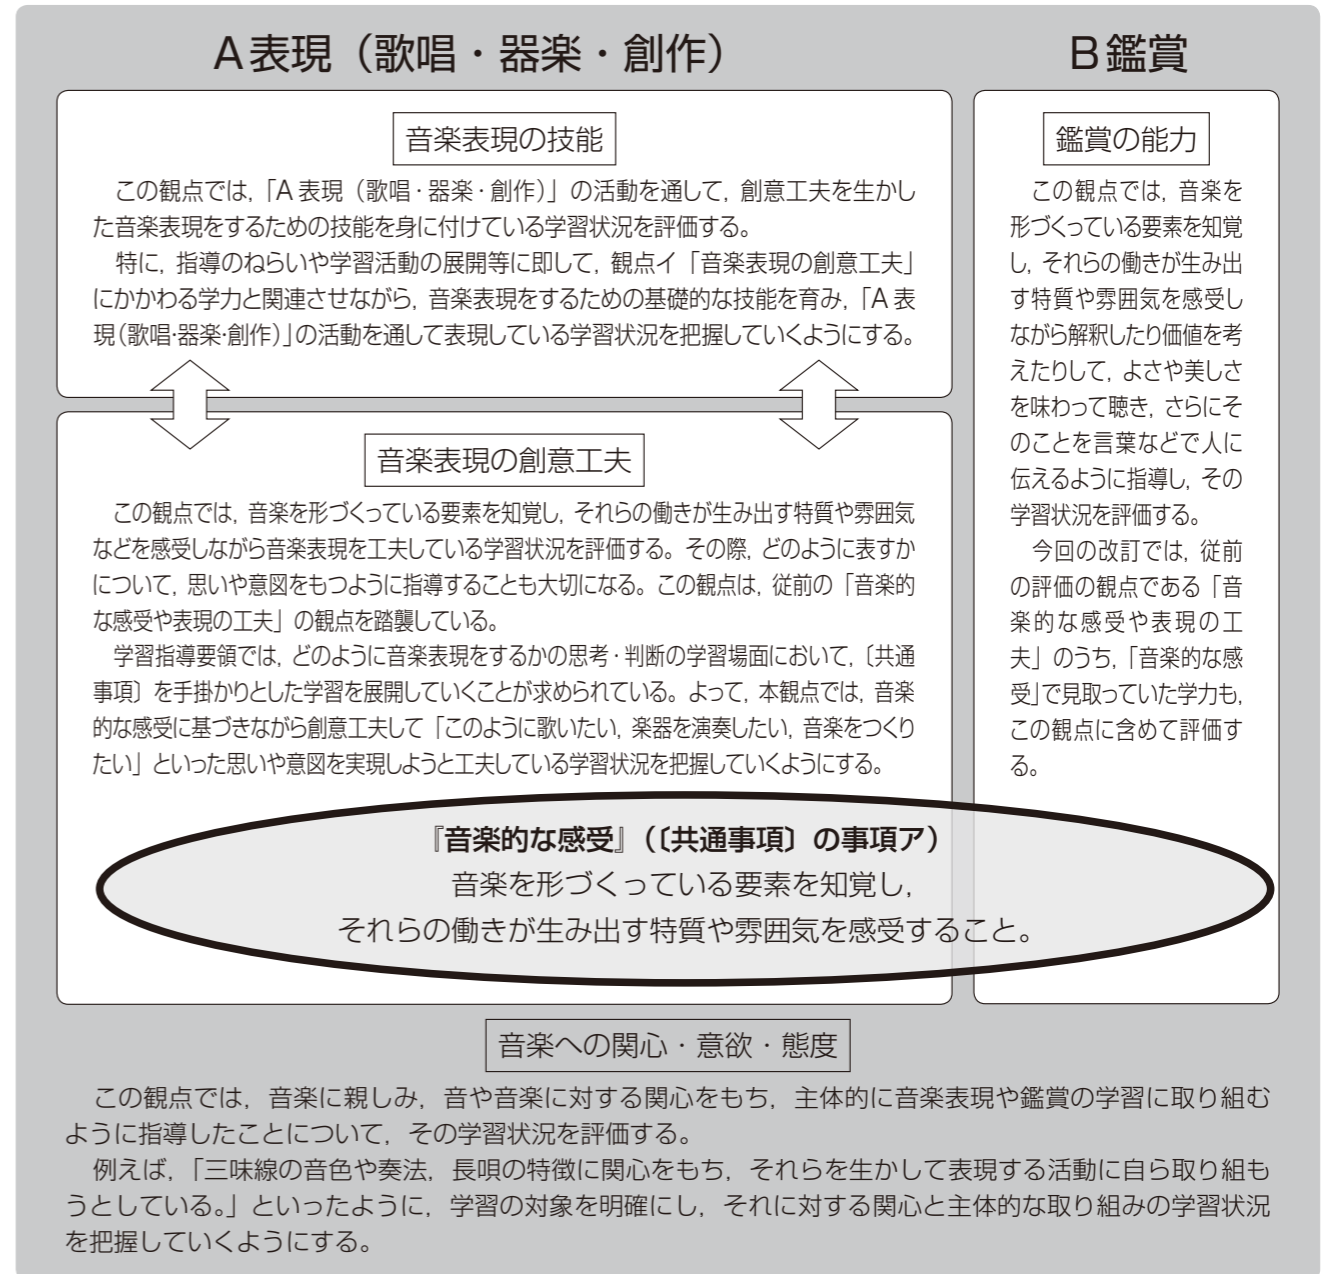 A表現（歌唱・器楽・創作）
音楽表現の技能
この観点では，「A 表現（歌唱・器楽・創作）」の活動を通して，創意工夫を生かし
た音楽表現をするための技能を身に付けている学習状況を評価する。
特に，指導のねらいや学習活動の展開等に即して，観点イ「音楽表現の創意工夫」
にかかわる学力と関連させながら，音楽表現をするための基礎的な技能を育み，「A 表
現（歌唱・器楽・創作）」の活動を通して表現している学習状況を把握していくようにする。
音楽表現の創意工夫
この観点では，音楽を形づくっている要素を知覚し，それらの働きが生み出す特質や雰囲気
などを感受しながら音楽表現を工夫している学習状況を評価する。その際，どのように表すか
について，思いや意図をもつように指導することも大切になる。この観点は，従前の「音楽的
な感受や表現の工夫」の観点を踏襲している。
学習指導要領では，どのように音楽表現をするかの思考・判断の学習場面において，〔共通
事項〕を手掛かりとした学習を展開していくことが求められている。よって，本観点では，音楽
的な感受に基づきながら創意工夫して「このように歌いたい，楽器を演奏したい，音楽をつくり
たい」といった思いや意図を実現しようと工夫している学習状況を把握していくようにする。
B鑑賞
鑑賞の能力
この観点では，音楽を
形づくっている要素を知覚
し，それらの働きが生み出
す特質や雰囲気を感受し
ながら解釈したり価値を考
えたりして，よさや美しさ
を味わって聴き，さらにそ
のことを言葉などで人に
伝えるように指導し，その
学習状況を評価する。
今回の改訂では，従前
の評価の観点である「音
楽的な感受や表現の工
夫」のうち，「音楽的な感
受」で見取っていた学力も，
この観点に含めて評価す
る。
『音楽的な感受』（〔共通事項〕の事項ア）
音楽を形づくっている要素を知覚し，
それらの働きが生み出す特質や雰囲気を感受すること。
音楽への関心・意欲・態度
この観点では，音楽に親しみ，音や音楽に対する関心をもち，主体的に音楽表現や鑑賞の学習に取り組む
ように指導したことについて，その学習状況を評価する。
例えば，「三味線の音色や奏法，長唄の特徴に関心をもち，それらを生かして表現する活動に自ら取り組も
うとしている。」といったように，学習の対象を明確にし，それに対する関心と主体的な取り組みの学習状況
を把握していくようにする。